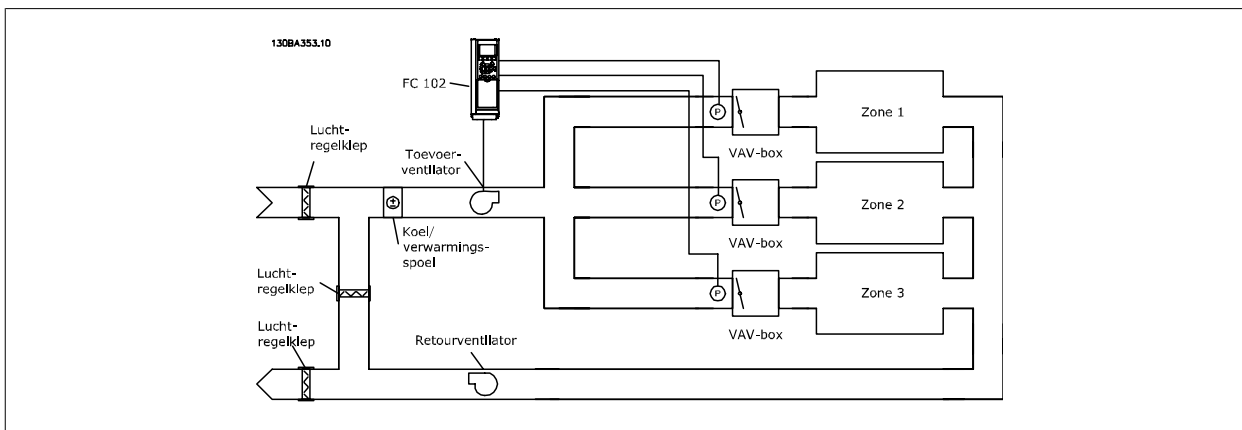 130BA353.10
FC 102
Lucht-
regelklep
Toevoer-
ventilator
P
VAV-box
Zone 1
Koel/
verwarmings-
spoel
P
VAV-box
Zone 2
Lucht-
regelklep
P
VAV-box
Zone 3
Lucht-
regelklep
Retourventilator